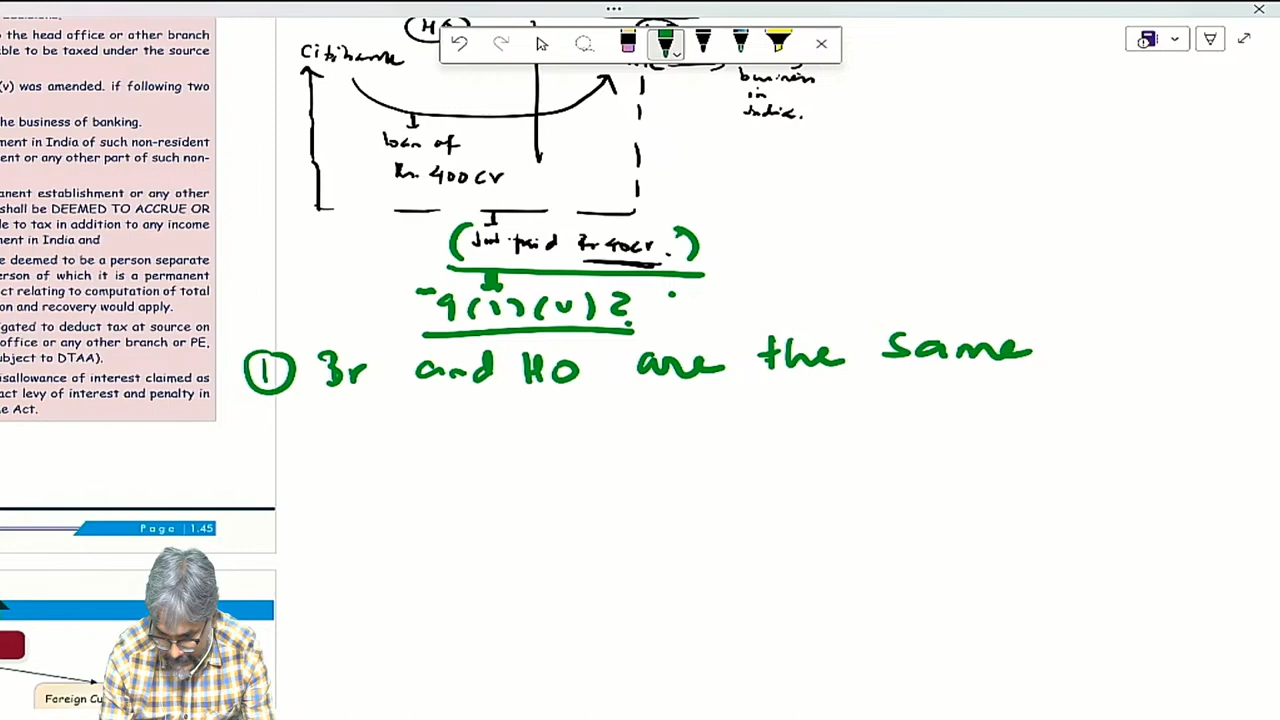 o the head office or other branch
ble to be taxed under the source
(v) was amended. if following two
the business of banking.
ment in India of such non-resident
ent or any other part of such non-
anent establishment or any other
shall be DEEMED TO ACCRUE OR
le to tax in addition to any income
ment in India and
e deemed to be a person separate
erson of which it is a permanent
ct relating to computation of total
on and recovery would apply.
igated to deduct tax at source on
office or any other branch or PE,
ubject to DTAA).
isallowance of interest claimed as
act levy of interest and penalty in
e Act.
Page | 1.45
Foreign Cu
Citibank
business
in
India.
loan of
Rs. 400 cr
(Int. paid Rs 40cr.)
9(1)(v)?
① Br and HO are the same